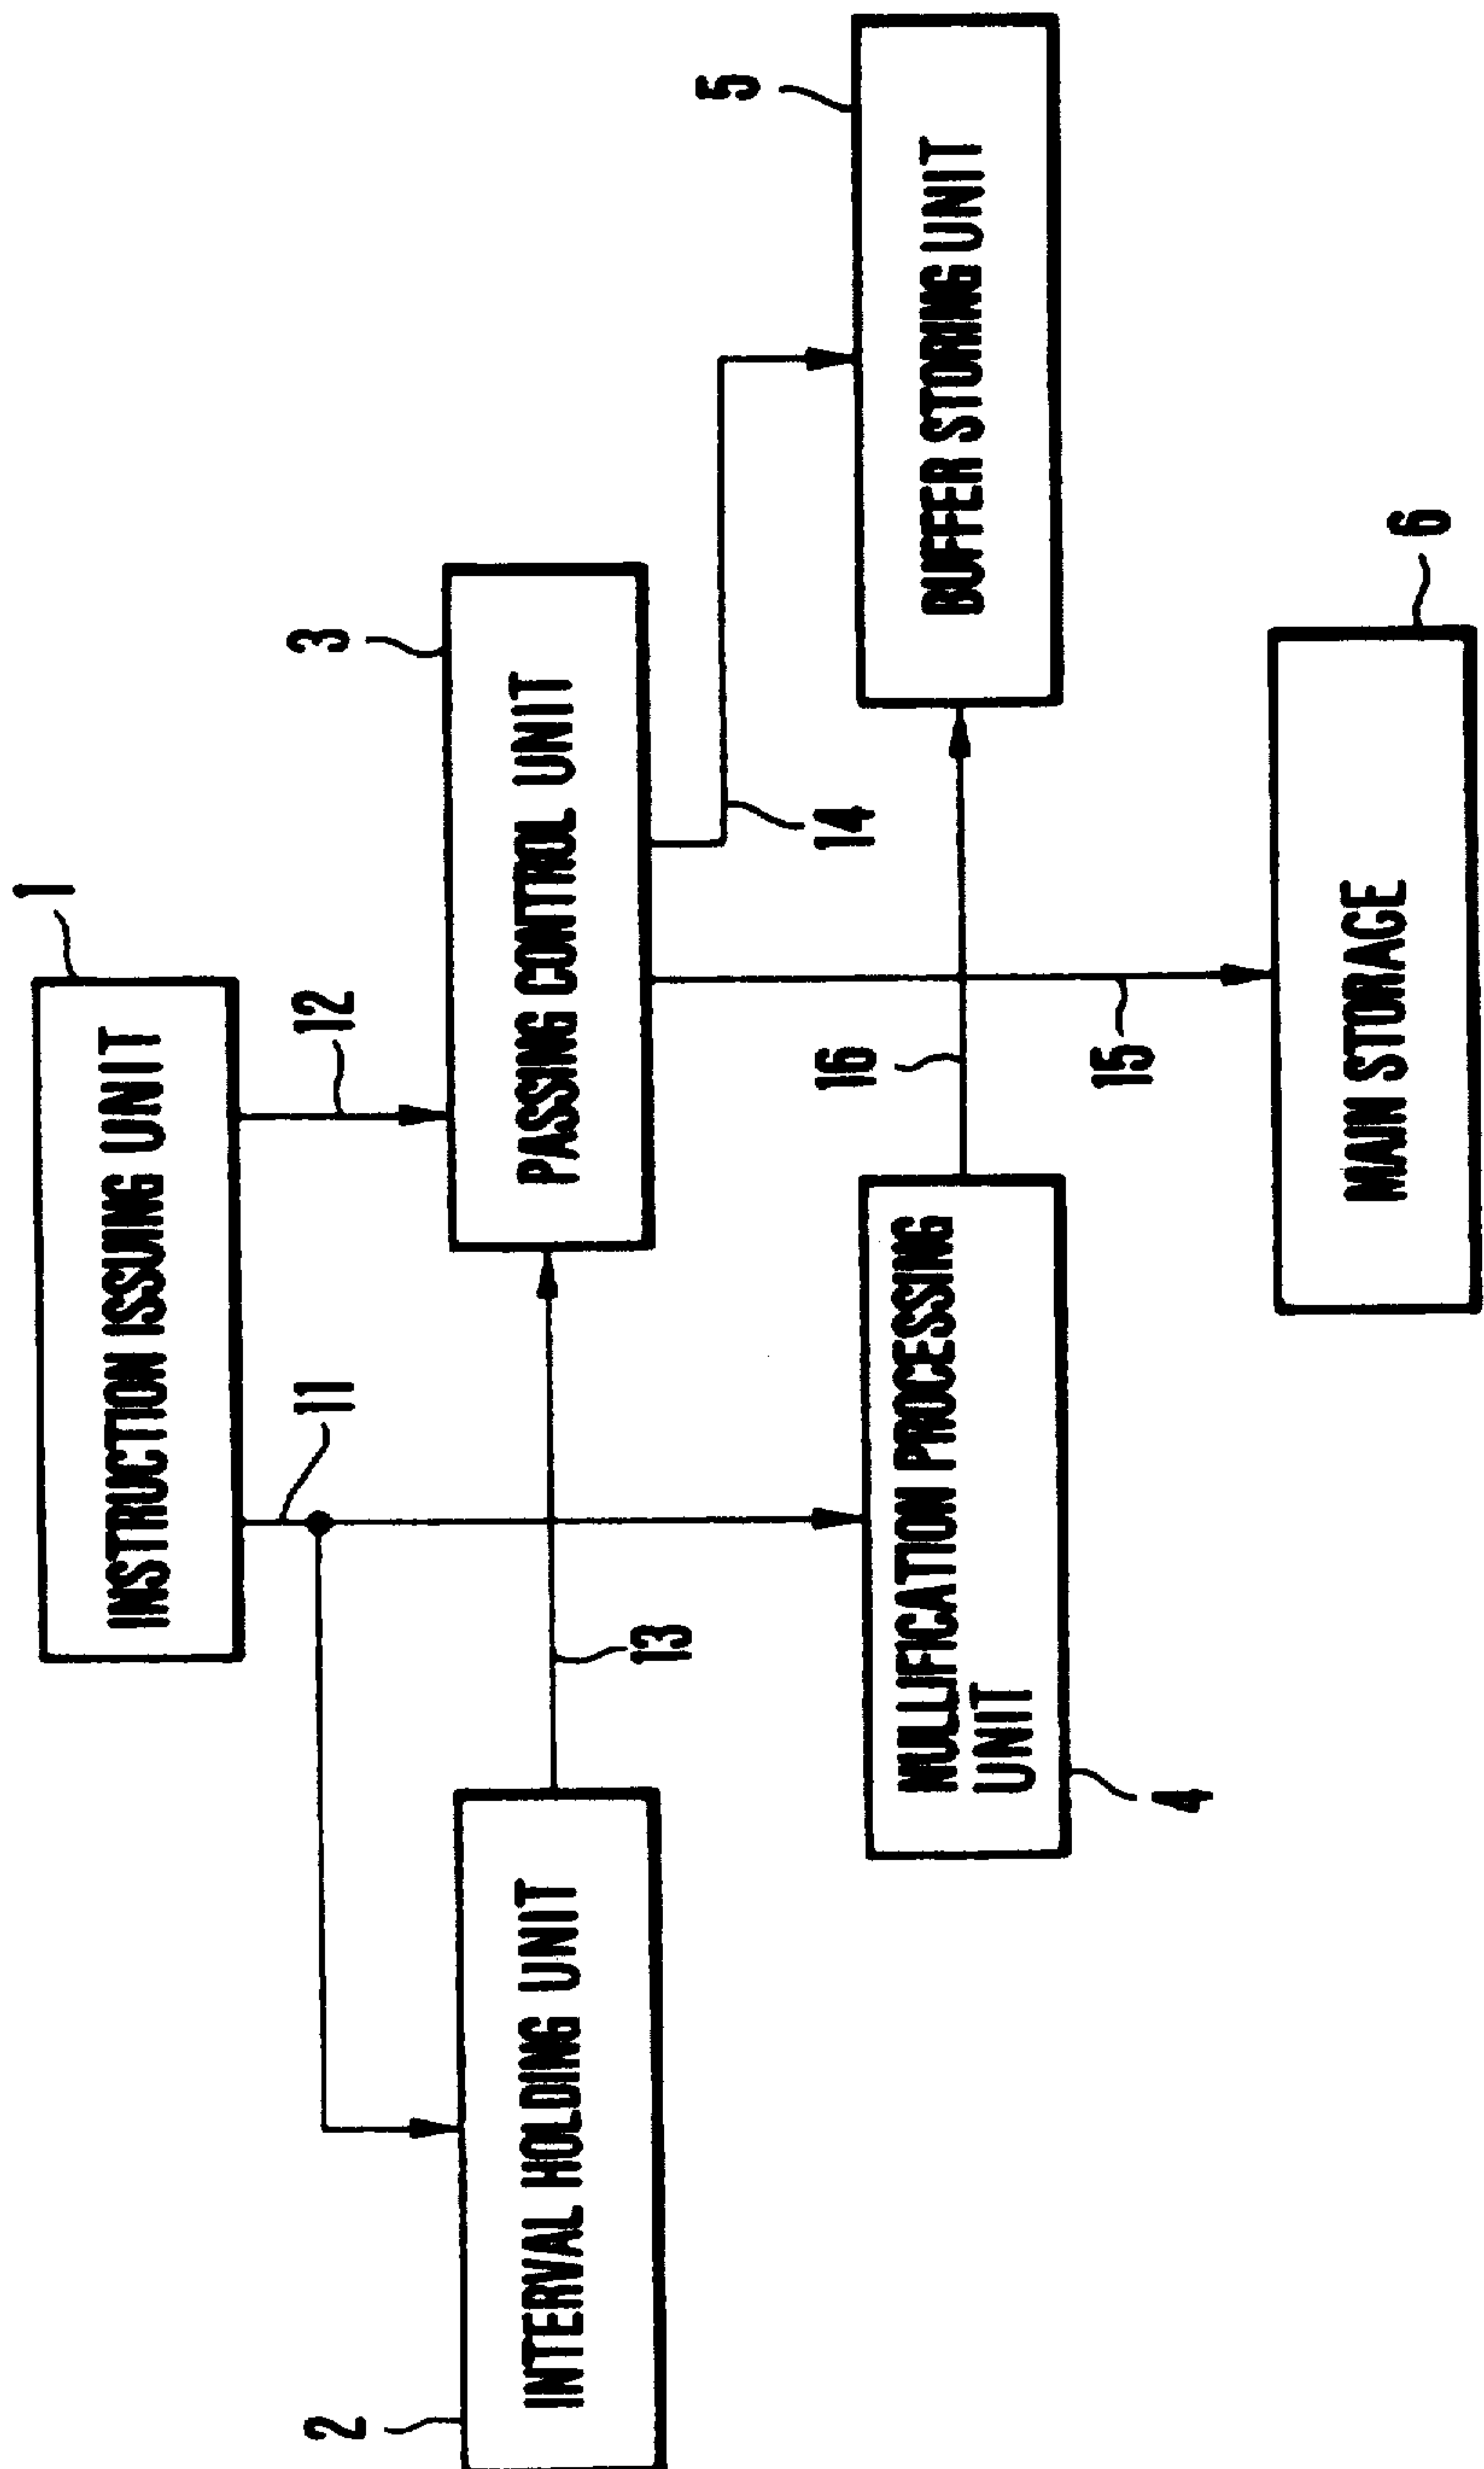 1
INSTRUCTION ISSUING UNIT
11
12
2
INTERVAL HOLDING UNIT
3
PASSING CONTROL UNIT
13
14
NULLIFICATION PROCESSING
UNIT
4
16
5
BUFFER STORING UNIT
15
6
MAIN STORAGE